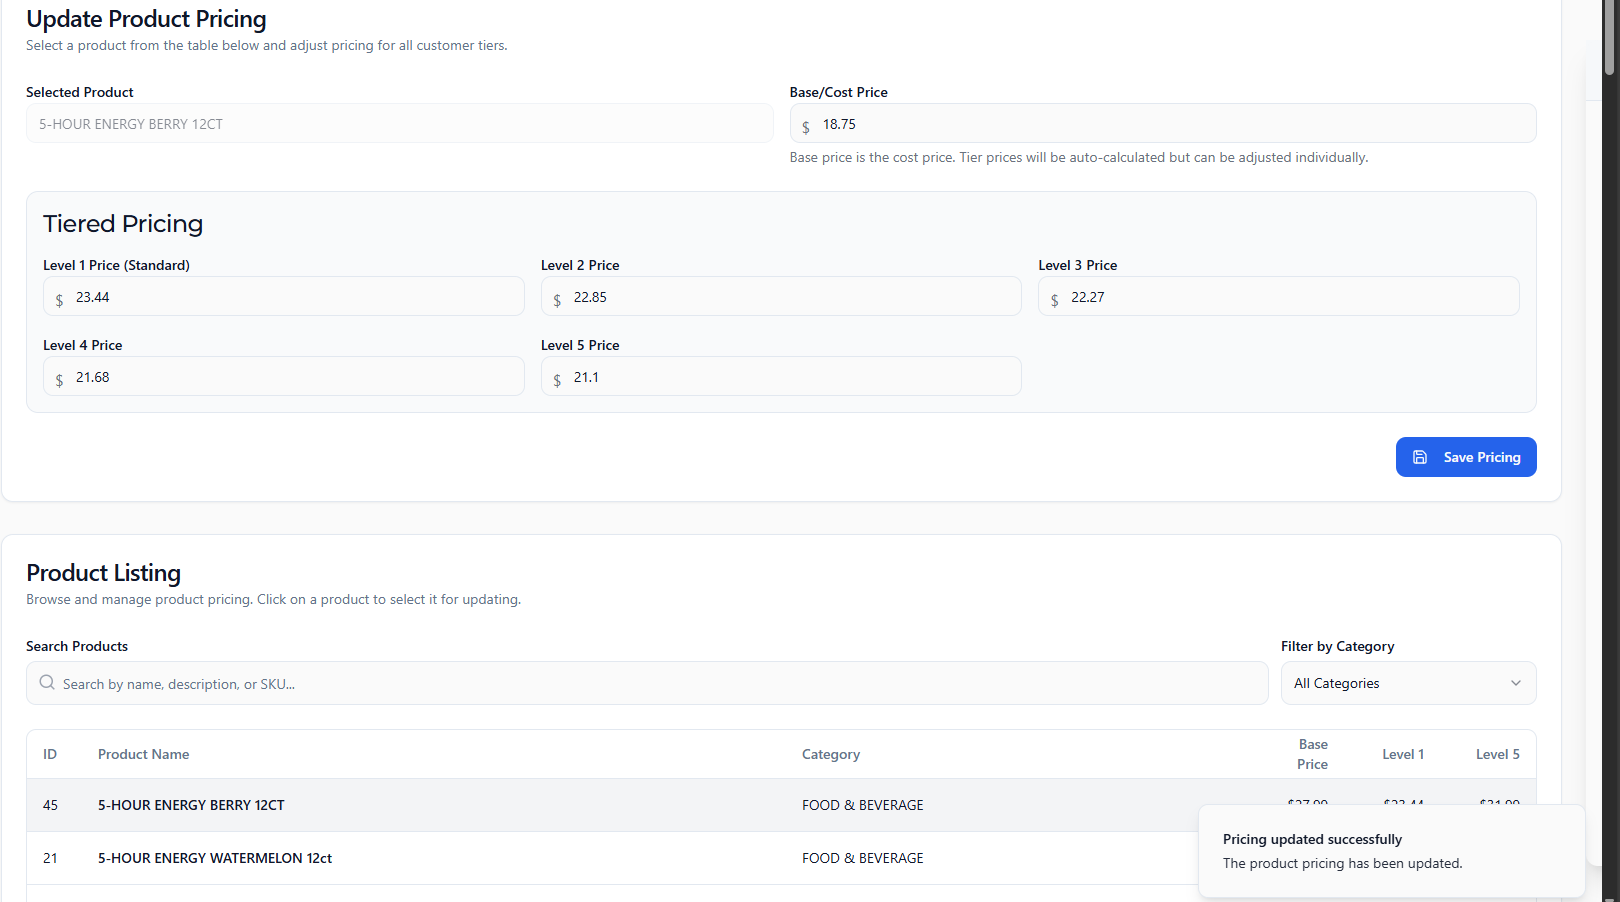 Update Product Pricing
Select a product from the table below and adjust pricing for all customer tiers.
Selected Product
Base/Cost Price
5-HOUR ENERGY BERRY 12CT
$ 18.75
Base price is the cost price. Tier prices will be auto-calculated but can be adjusted individually.
Tiered Pricing
Level 1 Price (Standard)
Level 2 Price
Level 3 Price
$ 23.44
$ 22.85
$ 22.27
Level 4 Price
Level 5 Price
$ 21.68
$ 21.1
Save Pricing
Product Listing
Browse and manage product pricing. Click on a product to select it for updating.
Search Products
Filter by Category
Search by name, description, or SKU...
All Categories
ID Product Name Category Base Price Level 1 Level 5
45 5-HOUR ENERGY BERRY 12CT FOOD & BEVERAGE
21 5-HOUR ENERGY WATERMELON 12ct FOOD & BEVERAGE
Pricing updated successfully
The product pricing has been updated.